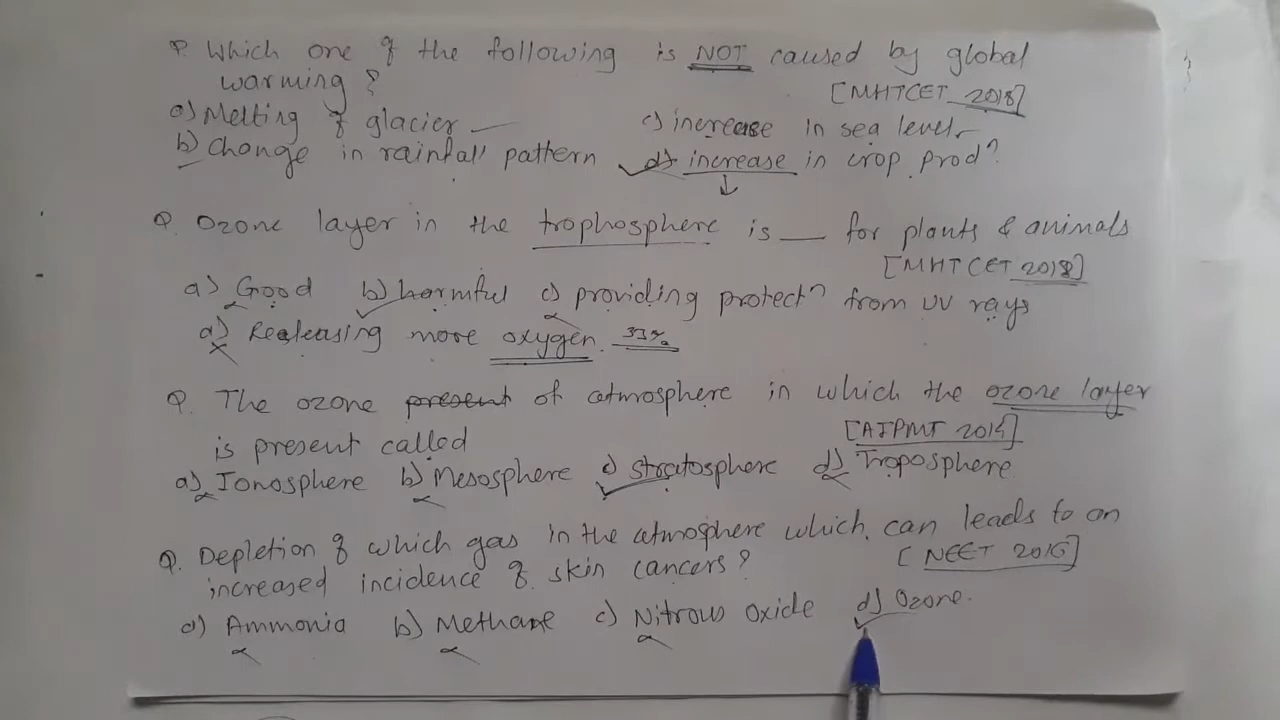 Q. Which one of the following is NOT caused by global
warming?
[MHTCET 2018]
a) Melting of glacier c) increase in sea level
b) Change in rainfall pattern d) increase in crop prodn
Q. Ozone layer in the trophosphere is __ for plants & animals
[MHTCET 2018]
a) Good b) harmful c) providing protectn from UV rays
d) Realeasing more oxygen. 33%
Q. The ozone present of atmosphere in which the ozone layer
is present called [AIPMT 2014]
a) Ionosphere b) Mesosphere c) Stratosphere d) Troposphere
Q. Depletion of which gas in the atmosphere which can leads to an
increased incidence of skin cancers? [NEET 2016]
a) Ammonia b) Methane c) Nitrous Oxide d) Ozone.